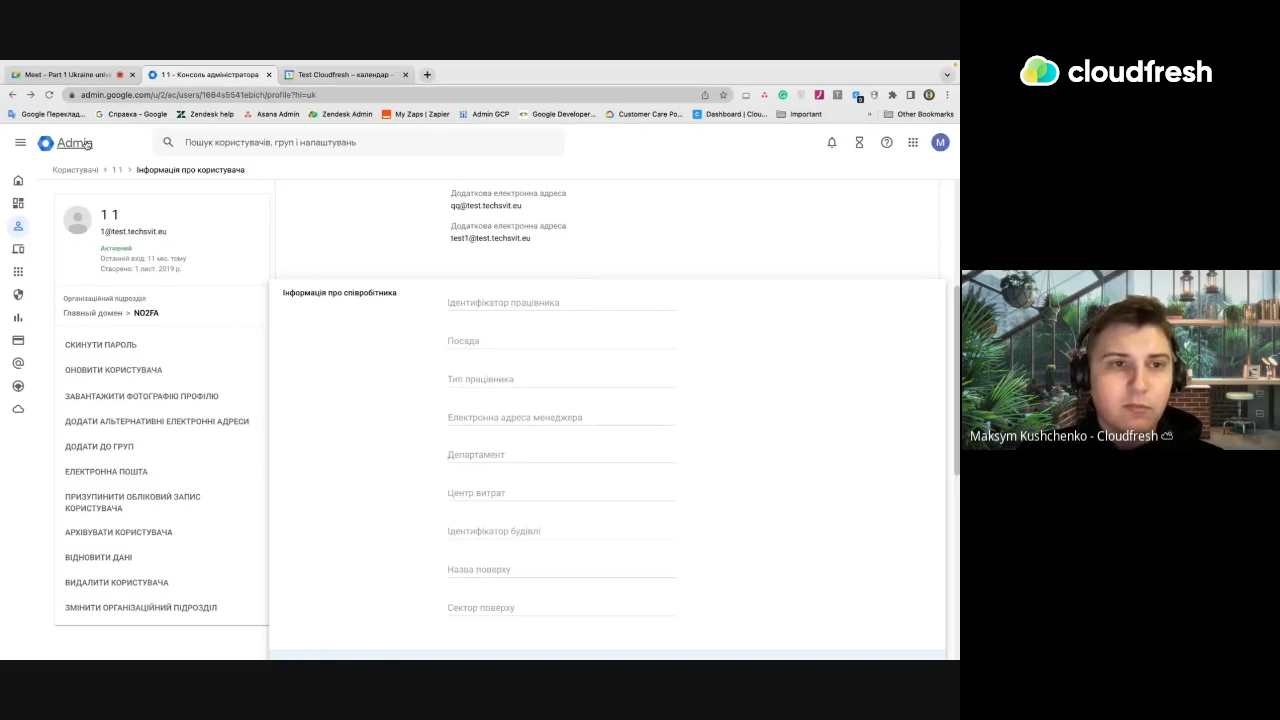 Meet – Part 1 Ukraine univ
1 1 - Консоль адміністратора
Test Cloudfresh – календар -
admin.google.com/u/2/ac/users/1664s5541ebich/profile?hl=uk
Google Переклад...
Справка - Google
Zendesk help
Asana Admin
Zendesk Admin
My Zaps | Zapier
Admin GCP
Google Developer...
Customer Care Po...
Dashboard | Clou...
Important
»
Other Bookmarks
Admin
Пошук користувачів, груп і налаштувань
M
Користувачі > 1 1 > Інформація про користувача
1 1
1@test.techsvit.eu
Активний
Останній вхід: 11 міс. тому
Створено: 1 лист. 2019 р.
Організаційний підрозділ
Главный домен > NO2FA
СКИНУТИ ПАРОЛЬ
ОНОВИТИ КОРИСТУВАЧА
ЗАВАНТАЖИТИ ФОТОГРАФІЮ ПРОФІЛЮ
ДОДАТИ АЛЬТЕРНАТИВНІ ЕЛЕКТРОННІ АДРЕСИ
ДОДАТИ ДО ГРУП
ЕЛЕКТРОННА ПОШТА
ПРИЗУПИНИТИ ОБЛІКОВИЙ ЗАПИС
КОРИСТУВАЧА
АРХІВУВАТИ КОРИСТУВАЧА
ВІДНОВИТИ ДАНІ
ВИДАЛИТИ КОРИСТУВАЧА
ЗМІНИТИ ОРГАНІЗАЦІЙНИЙ ПІДРОЗДІЛ
Додаткова електронна адреса
qq@test.techsvit.eu
Додаткова електронна адреса
test1@test.techsvit.eu
Інформація про співробітника
Ідентифікатор працівника
Посада
Тип працівника
Електронна адреса менеджера
Департамент
Центр витрат
Ідентифікатор будівлі
Назва поверху
Сектор поверху
cloudfresh
Maksym Kushchenko - Cloudfresh